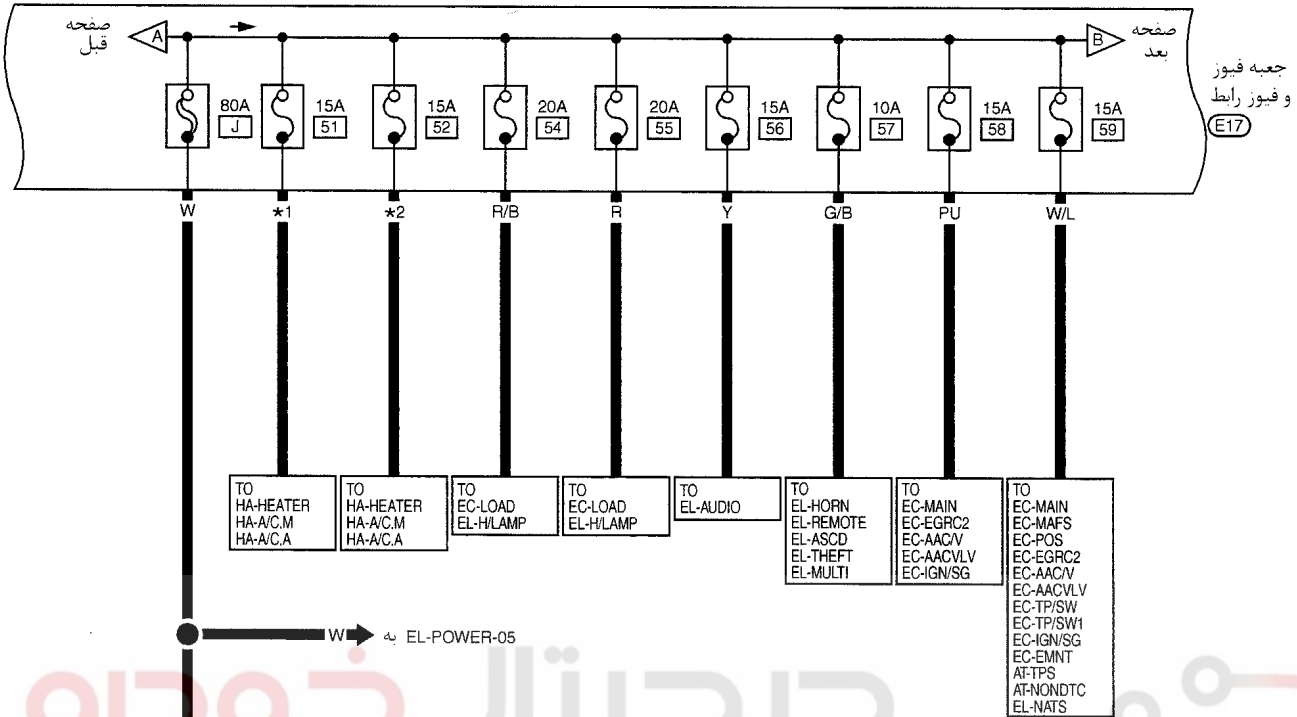 صفحه
قبل
A
B
صفحه
بعد
جعبه فیوز
و فیوز رابط
E17
80A
J
15A
51
15A
52
20A
54
20A
55
15A
56
10A
57
15A
58
15A
59
W
*1
*2
R/B
R
Y
G/B
PU
W/L
TO
HA-HEATER
HA-A/C.M
HA-A/C.A
TO
HA-HEATER
HA-A/C.M
HA-A/C.A
TO
EC-LOAD
EL-H/LAMP
TO
EC-LOAD
EL-H/LAMP
TO
EL-AUDIO
TO
EL-HORN
EL-REMOTE
EL-ASCD
EL-THEFT
EL-MULTI
TO
EC-MAIN
EC-EGRC2
EC-AAC/V
EC-AACVLV
EC-IGN/SG
TO
EC-MAIN
EC-MAFS
EC-POS
EC-EGRC2
EC-AAC/V
EC-AACVLV
EC-TP/SW
EC-TP/SW1
EC-IGN/SG
EC-EMNT
AT-TPS
AT-NONDTC
EL-NATS
W
به EL-POWER-05